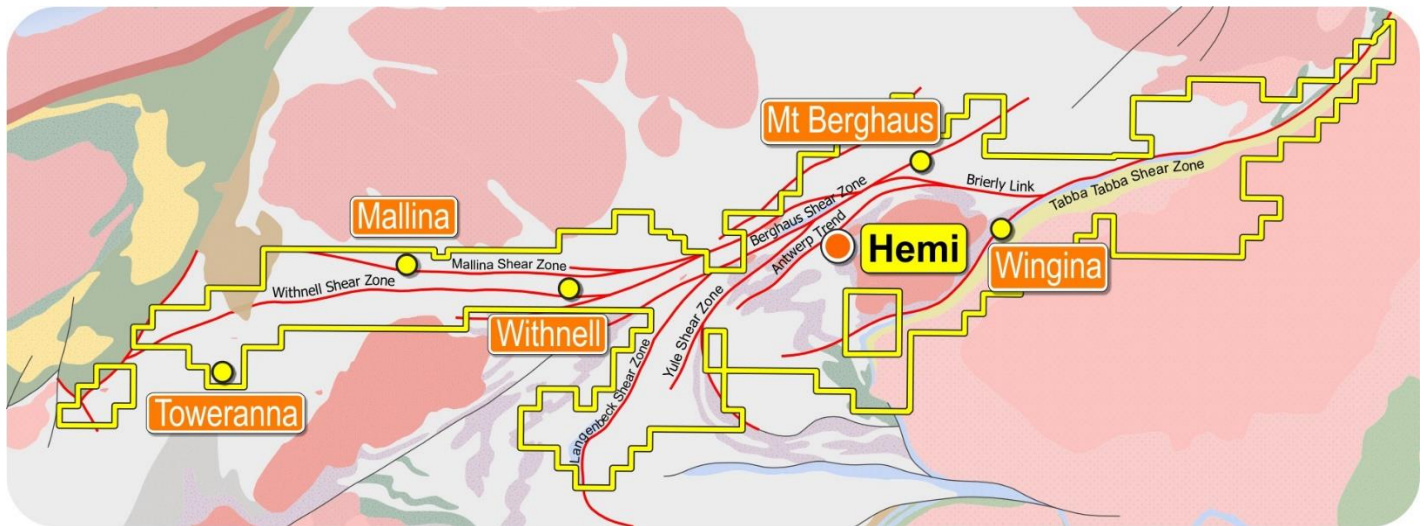 Mt Berghaus
Brierly Link
Tabba Tabba Shear Zone
Berghaus Shear Zone
Mallina
Antwerp Trend
Hemi
Wingina
Mallina Shear Zone
Withnell Shear Zone
Withnell
Yule Shear Zone
Langenbeck Shear Zone
Toweranna